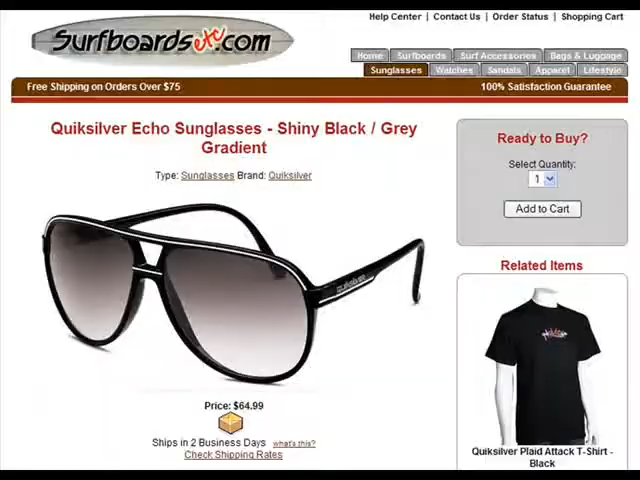 Help Center | Contact Us | Order Status | Shopping Cart
Surfboardsetc.com
Home Surfboards Surf Accessories Bags & Luggage
Sunglasses Watches Sandals Apparel Lifestyle
Free Shipping on Orders Over $75
100% Satisfaction Guarantee
Quiksilver Echo Sunglasses - Shiny Black / Grey
Gradient
Type: Sunglasses Brand: Quiksilver
Quiksilver
Price: $64.99
Ships in 2 Business Days what's this?
Check Shipping Rates
Ready to Buy?
Select Quantity:
1
Add to Cart
Related Items
Quiksilver Plaid Attack T-Shirt -
Black